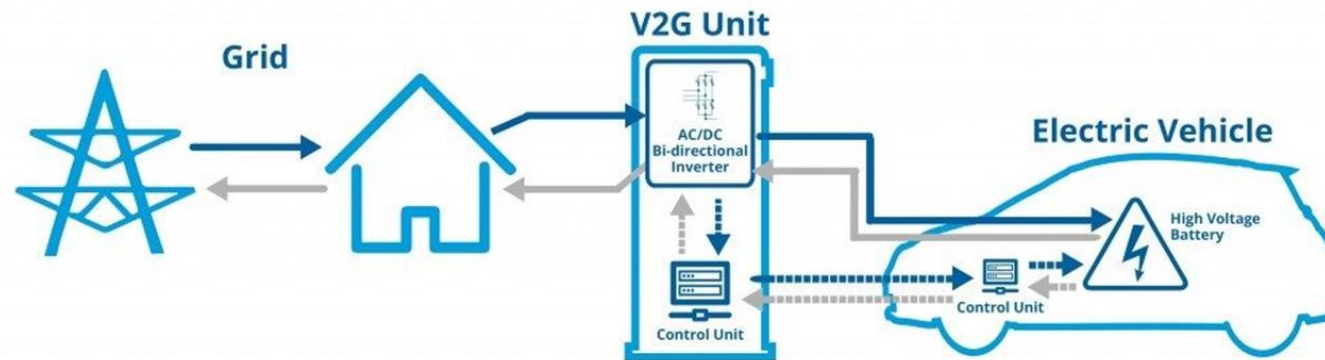 V2G Unit
Grid
AC/DC
Bi-directional
Inverter
Electric Vehicle
High Voltage
Battery
Control Unit
Control Unit